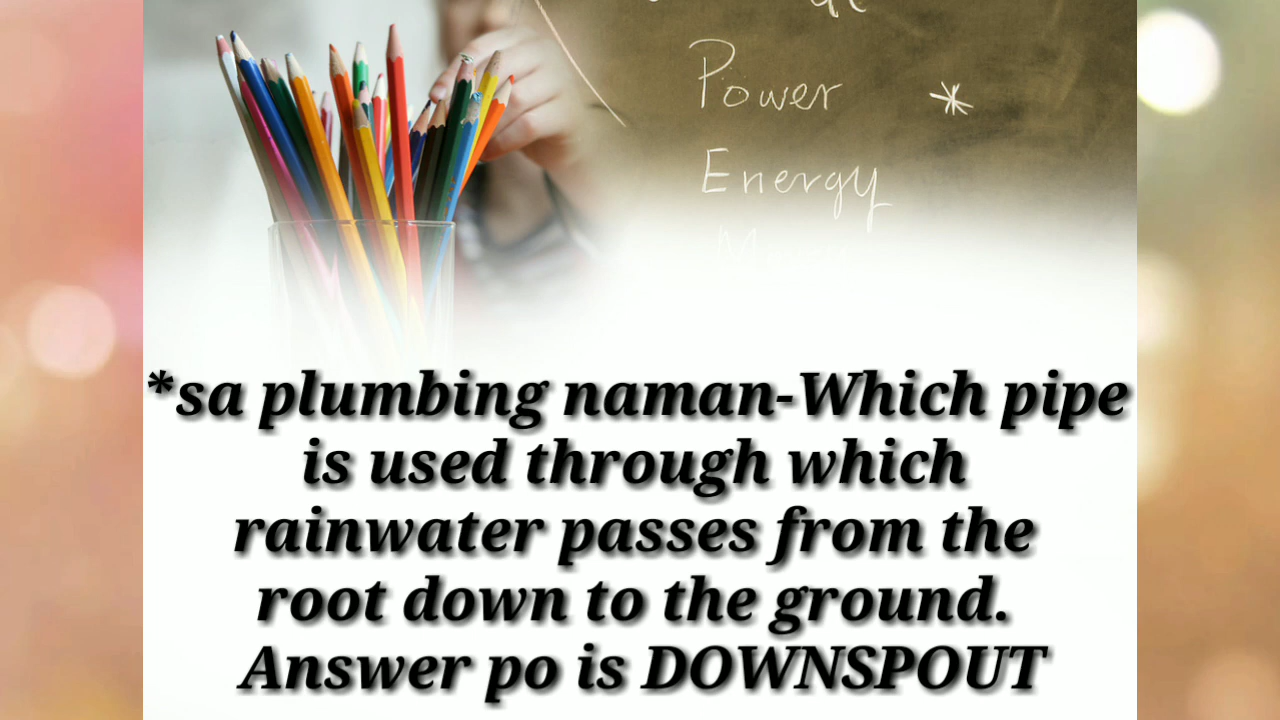 Power *
Energy
*sa plumbing naman-Which pipe
is used through which
rainwater passes from the
root down to the ground.
Answer po is DOWNSPOUT